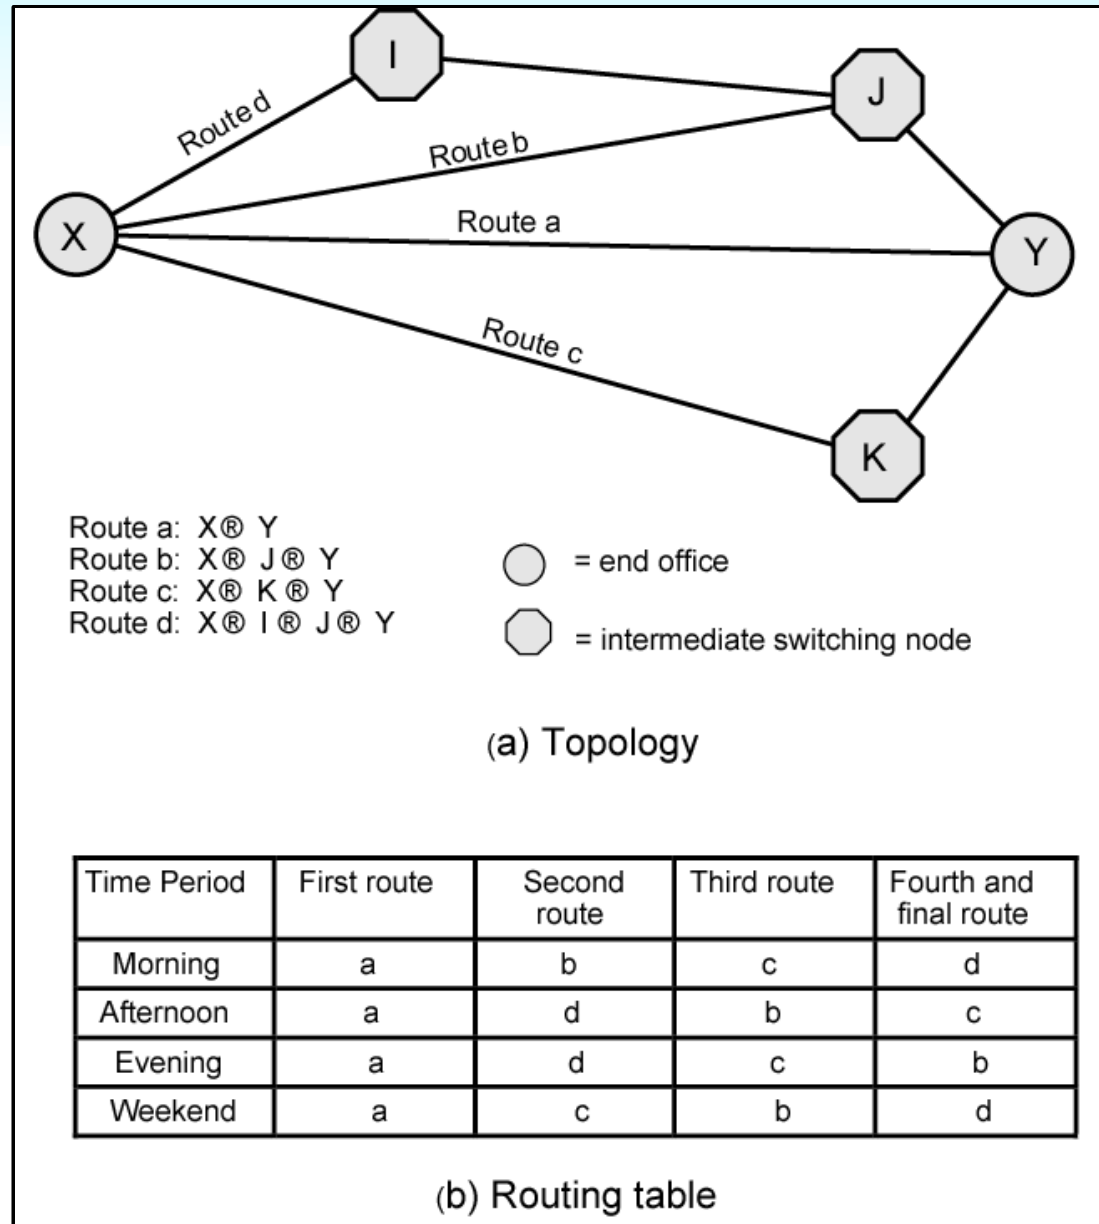 I
J
Route d
Route b
X
Route a
Y
Route c
K
Route a: X® Y
Route b: X® J® Y
Route c: X® K® Y
Route d: X® I® J® Y
= end office
= intermediate switching node
(a) Topology
Time Period First route Second route Third route Fourth and final route
Morning a b c d
Afternoon a d b c
Evening a d c b
Weekend a c b d
(b) Routing table